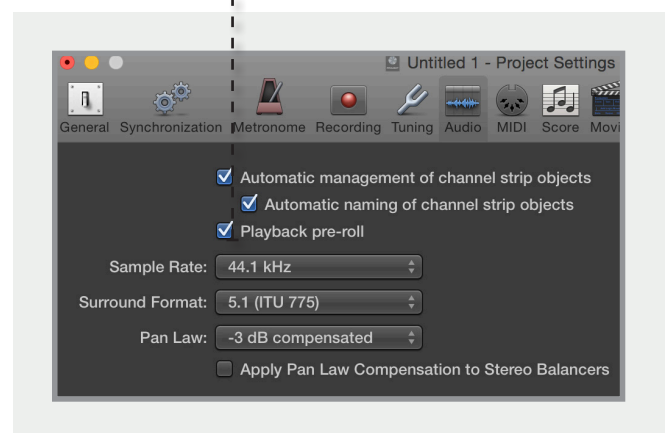 Untitled 1 - Project Settings
General Synchronization Metronome Recording Tuning Audio MIDI Score Movi
Automatic management of channel strip objects
Automatic naming of channel strip objects
Playback pre-roll
Sample Rate: 44.1 kHz
Surround Format: 5.1 (ITU 775)
Pan Law: -3 dB compensated
Apply Pan Law Compensation to Stereo Balancers